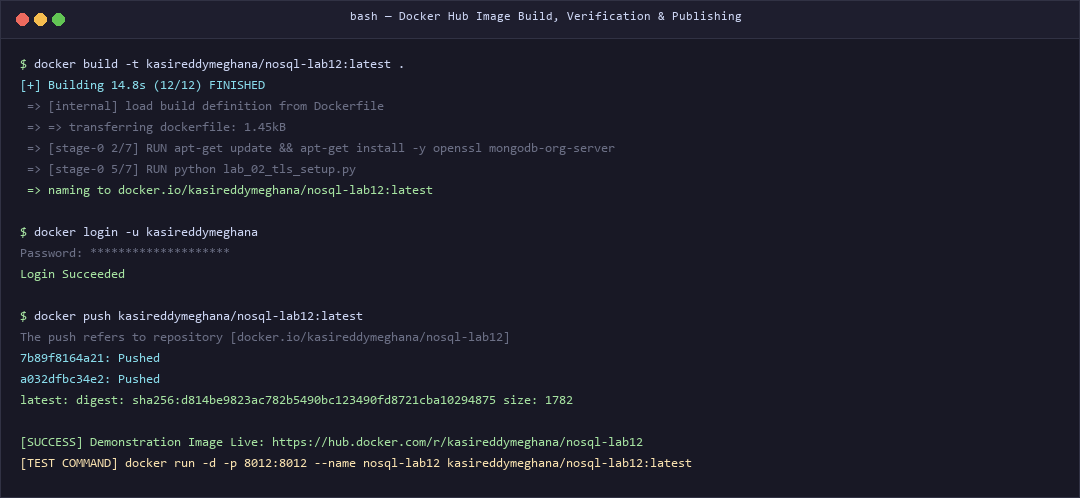 bash — Docker Hub Image Build, Verification & Publishing
$ docker build -t kasireddymeghana/nosql-lab12:latest .
[+] Building 14.8s (12/12) FINISHED
=> [internal] load build definition from Dockerfile
=> => transferring dockerfile: 1.45kB
=> [stage-0 2/7] RUN apt-get update && apt-get install -y openssl mongodb-org-server
=> [stage-0 5/7] RUN python lab_02_tls_setup.py
=> naming to docker.io/kasireddymeghana/nosql-lab12:latest
$ docker login -u kasireddymeghana
Password: ********************
Login Succeeded
$ docker push kasireddymeghana/nosql-lab12:latest
The push refers to repository [docker.io/kasireddymeghana/nosql-lab12]
7b89f8164a21: Pushed
a032dfbc34e2: Pushed
latest: digest: sha256:d814be9823ac782b5490bc123490fd8721cba10294875 size: 1782
[SUCCESS] Demonstration Image Live: https://hub.docker.com/r/kasireddymeghana/nosql-lab12
[TEST COMMAND] docker run -d -p 8012:8012 --name nosql-lab12 kasireddymeghana/nosql-lab12:latest